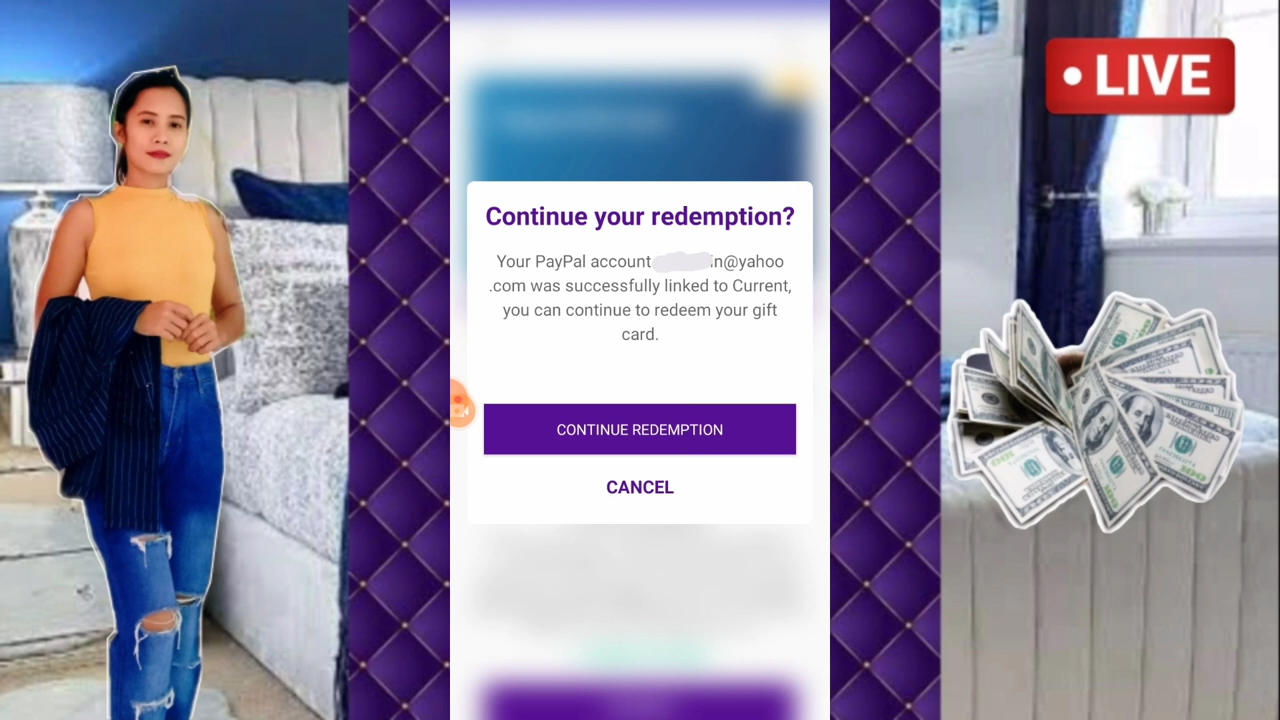 LIVE
Continue your redemption?
Your PayPal account in@yahoo
.com was successfully linked to Current,
you can continue to redeem your gift
card.
CONTINUE REDEMPTION
CANCEL